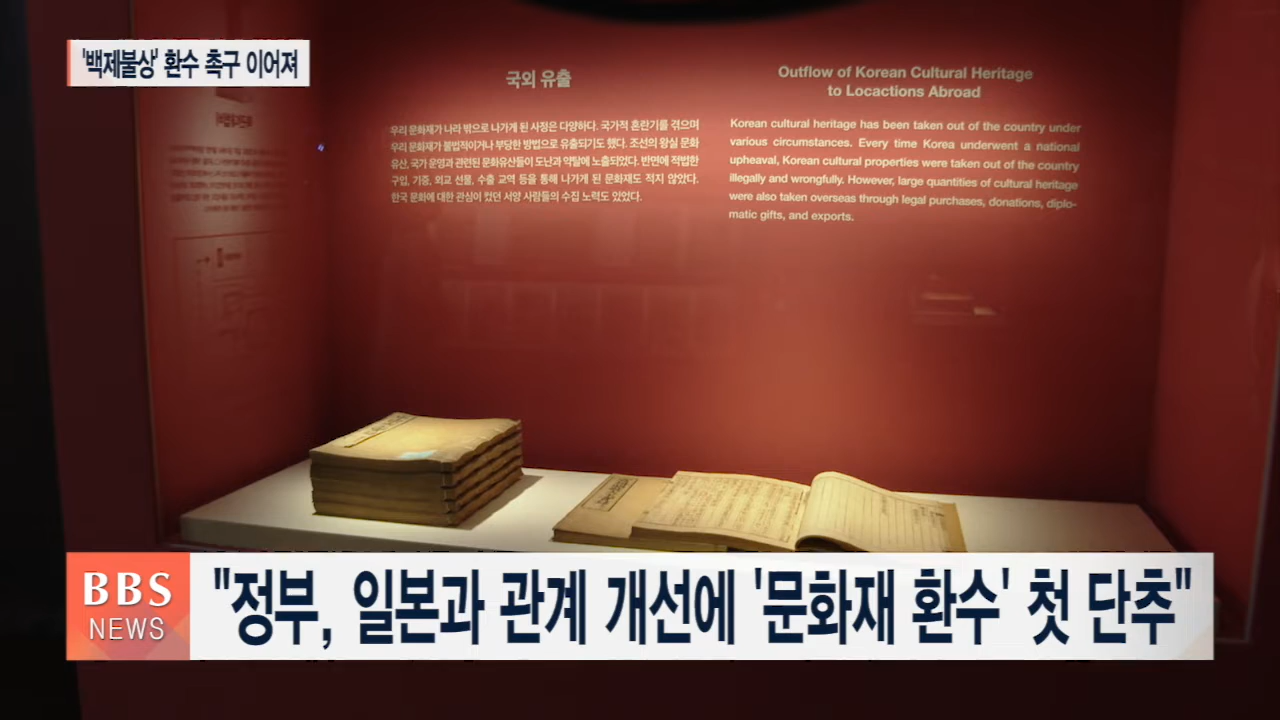 '백제불상' 환수 촉구 이어져
국외 유출
우리 문화재가 나라 밖으로 나가게 된 사정은 다양하다. 국가적 혼란기를 겪으며
우리 문화재가 불법적이거나 부당한 방법으로 유출되기도 했다. 조선의 왕실 문화
유산, 국가 운영과 관련된 문화유산들이 도난과 약탈에 노출되었다. 반면에 적법한
구입, 기증, 외교 선물, 수출 교역 등을 통해 나가게 된 문화재도 적지 않았다.
한국 문화에 대한 관심이 컸던 서양 사람들의 수집 노력도 있었다.
Outflow of Korean Cultural Heritage
to Locactions Abroad
Korean cultural heritage has been taken out of the country under
various circumstances. Every time Korea underwent a national
upheaval, Korean cultural properties were taken out of the country
illegally and wrongfully. However, large quantities of cultural heritage
were also taken overseas through legal purchases, donations, diplo-
matic gifts, and exports.
BBS
NEWS
"정부, 일본과 관계 개선에 '문화재 환수' 첫 단추"